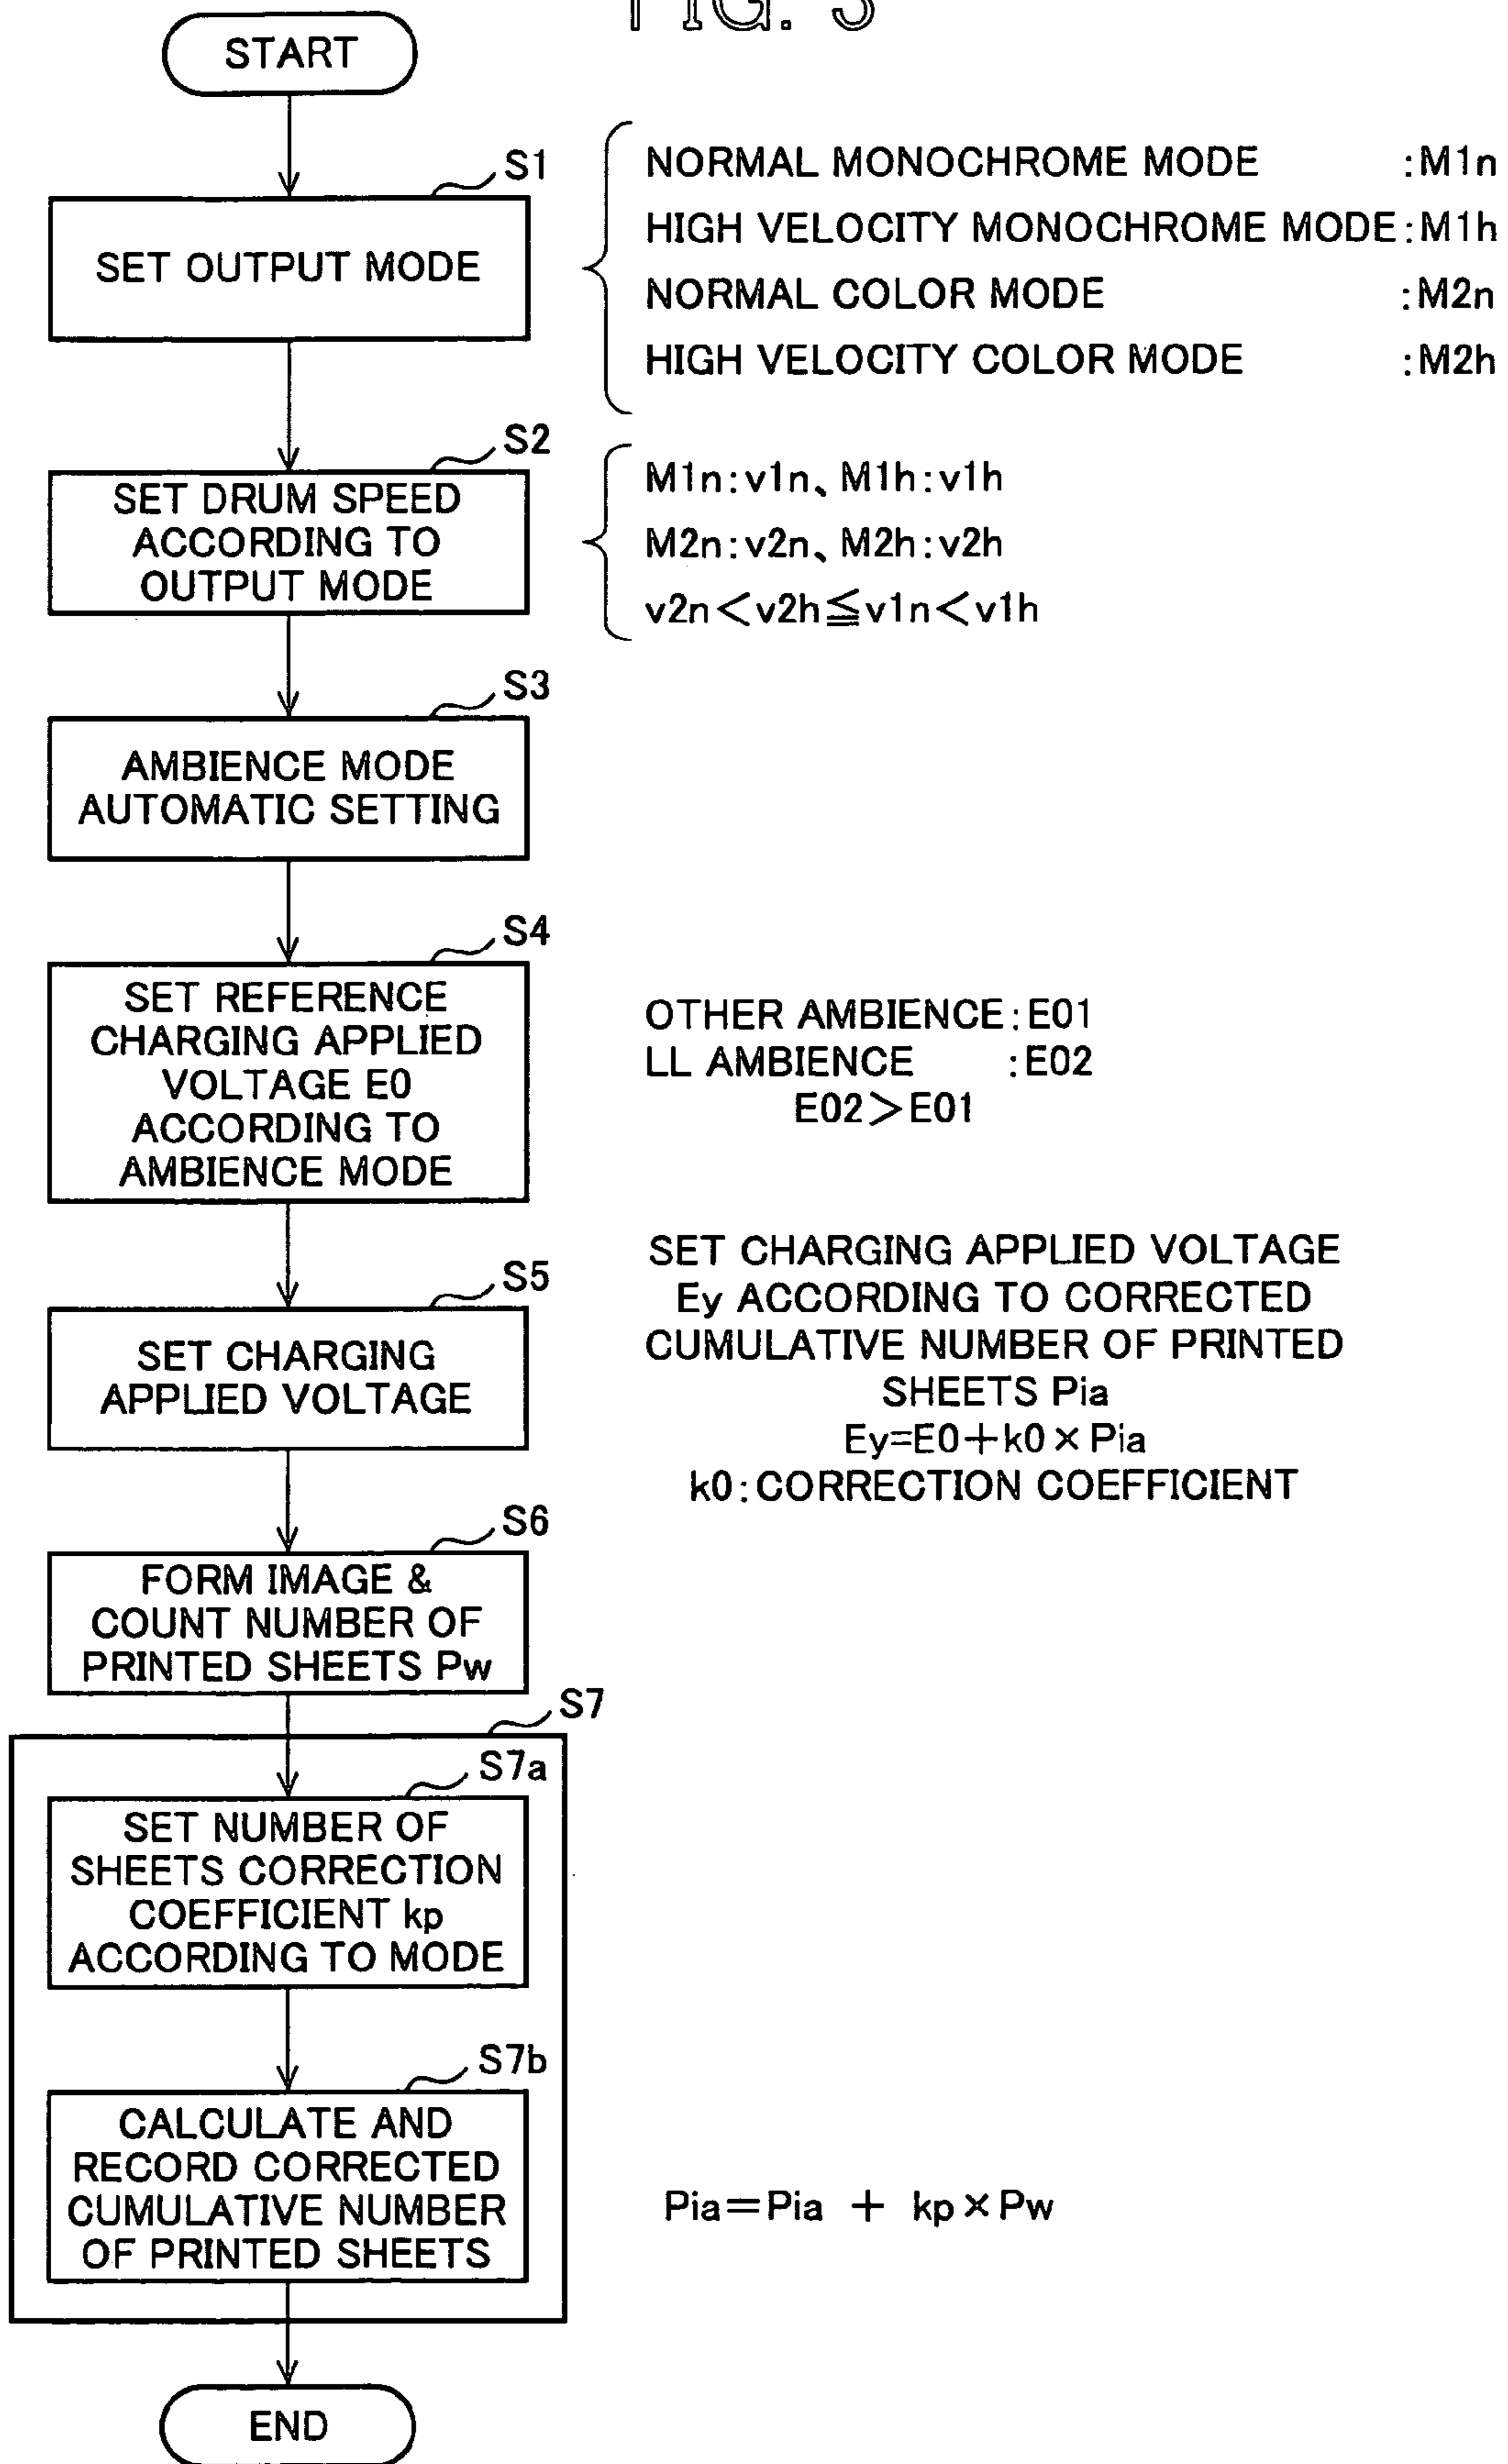 FIG. 3
START
S1
SET OUTPUT MODE
NORMAL MONOCHROME MODE :M1n
HIGH VELOCITY MONOCHROME MODE:M1h
NORMAL COLOR MODE :M2n
HIGH VELOCITY COLOR MODE :M2h
S2
SET DRUM SPEED
ACCORDING TO
OUTPUT MODE
M1n:v1n、M1h:v1h
M2n:v2n、M2h:v2h
v2n<v2h≦v1n<v1h
S3
AMBIENCE MODE
AUTOMATIC SETTING
S4
SET REFERENCE
CHARGING APPLIED
VOLTAGE E0
ACCORDING TO
AMBIENCE MODE
OTHER AMBIENCE:E01
LL AMBIENCE :E02
E02>E01
S5
SET CHARGING
APPLIED VOLTAGE
SET CHARGING APPLIED VOLTAGE
Ey ACCORDING TO CORRECTED
CUMULATIVE NUMBER OF PRINTED
SHEETS Pia
Ey=E0+k0×Pia
k0:CORRECTION COEFFICIENT
S6
FORM IMAGE &
COUNT NUMBER OF
PRINTED SHEETS Pw
S7
S7a
SET NUMBER OF
SHEETS CORRECTION
COEFFICIENT kp
ACCORDING TO MODE
S7b
CALCULATE AND
RECORD CORRECTED
CUMULATIVE NUMBER
OF PRINTED SHEETS
Pia=Pia + kp×Pw
END